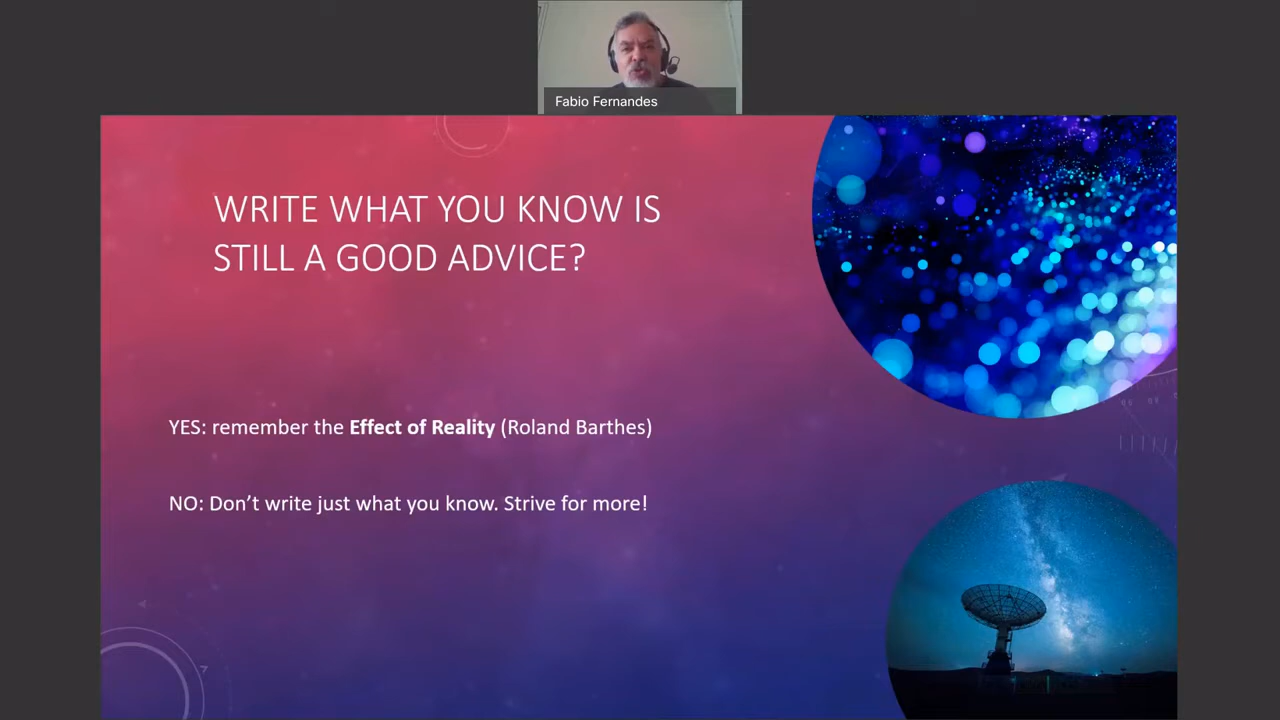 Fabio Fernandes
WRITE WHAT YOU KNOW IS
STILL A GOOD ADVICE?
YES: remember the Effect of Reality (Roland Barthes)
NO: Don’t write just what you know. Strive for more!